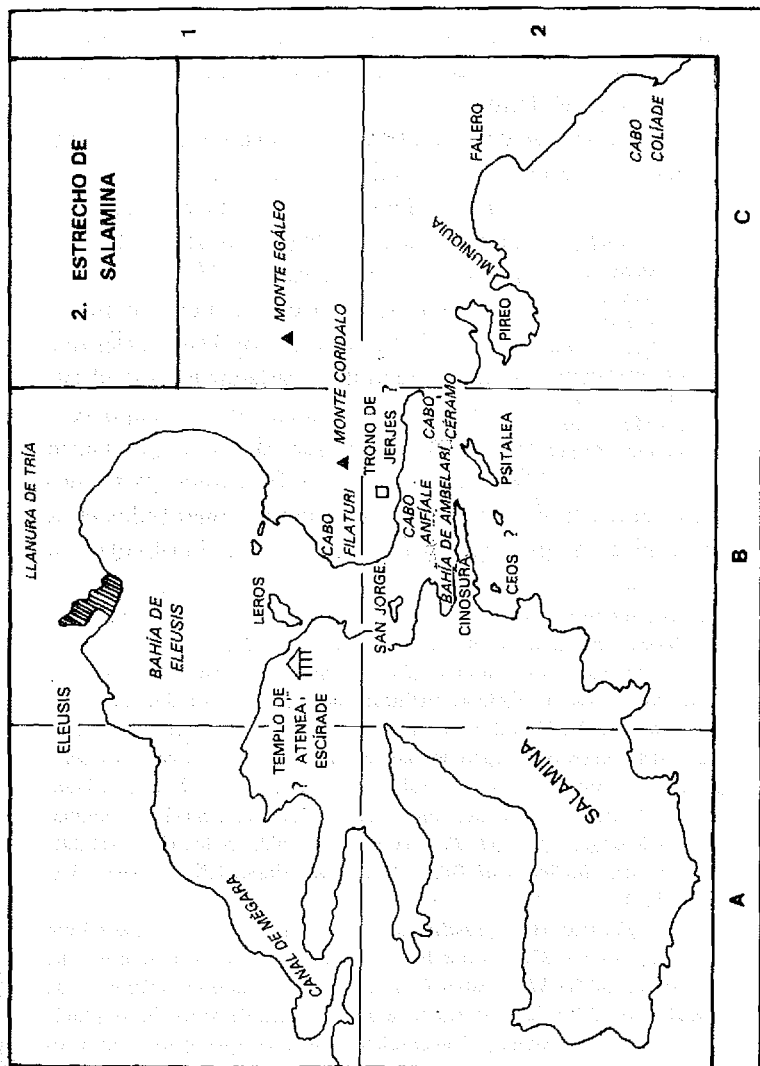 2. ESTRECHO DE
SALAMINA
1
2
A
B
C
LLANURA DE TRÍA
ELEUSIS
BAHÍA DE
ELEUSIS
LEROS
TEMPLO DE
ATENEA
ESCÍRADE
?
CANAL DE MÉGARA
MONTE EGÁLEO
MONTE CORIDALO
CABO
FILATURI
TRONO DE
JERJES ?
SAN JORGE
CABO
ANFÍALE
BAHÍA DE AMBELARI
CABO
CÉRAMO
CINOSURA
CEOS ?
PSITALEA
PIREO
MUNIQUIA
FALERO
CABO
COLÍADE
SALAMINA